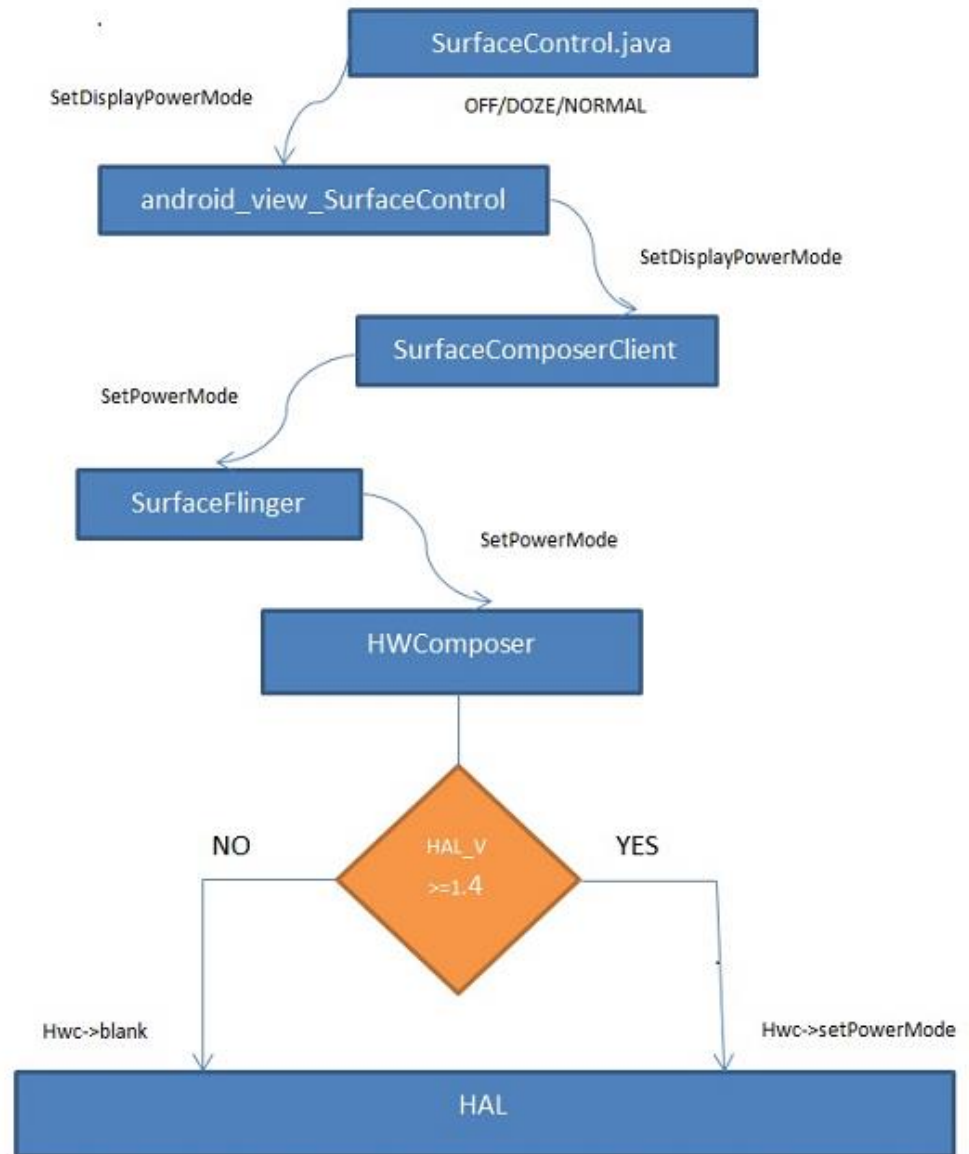 SurfaceControl.java
SetDisplayPowerMode
OFF/DOZE/NORMAL
android_view_SurfaceControl
SetDisplayPowerMode
SurfaceComposerClient
SetPowerMode
SurfaceFlinger
SetPowerMode
HWComposer
NO
HAL_V
>=1.4
YES
Hwc->blank
Hwc->setPowerMode
HAL